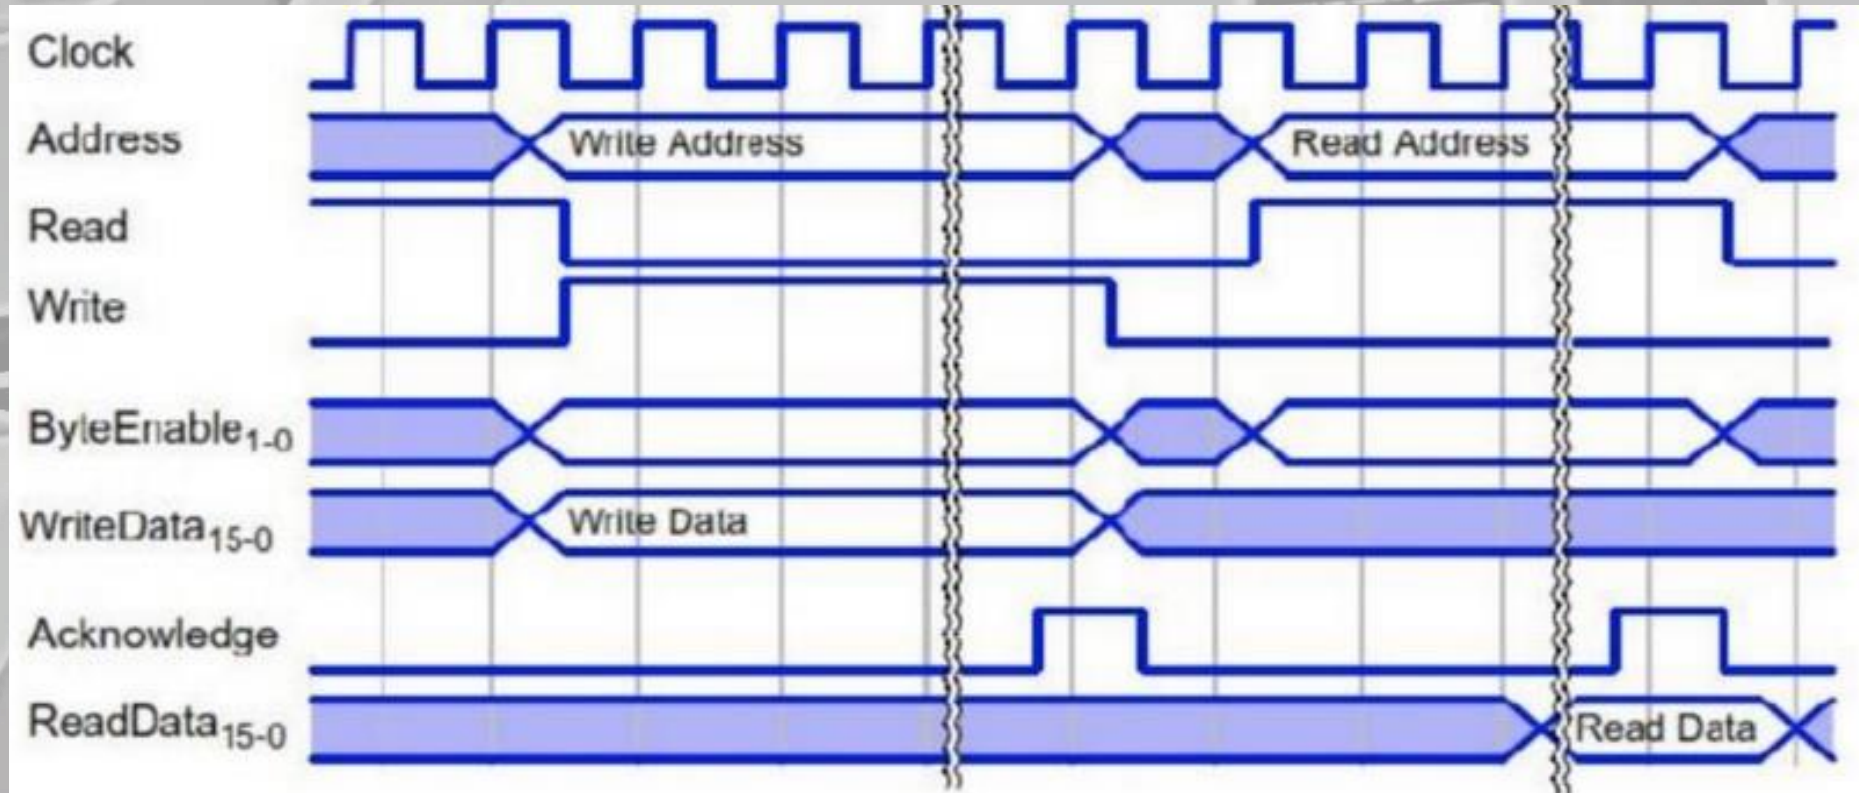 Clock
Address Write Address Read Address
Read
Write
ByteEnable1-0
WriteData15-0 Write Data
Acknowledge
ReadData15-0 Read Data